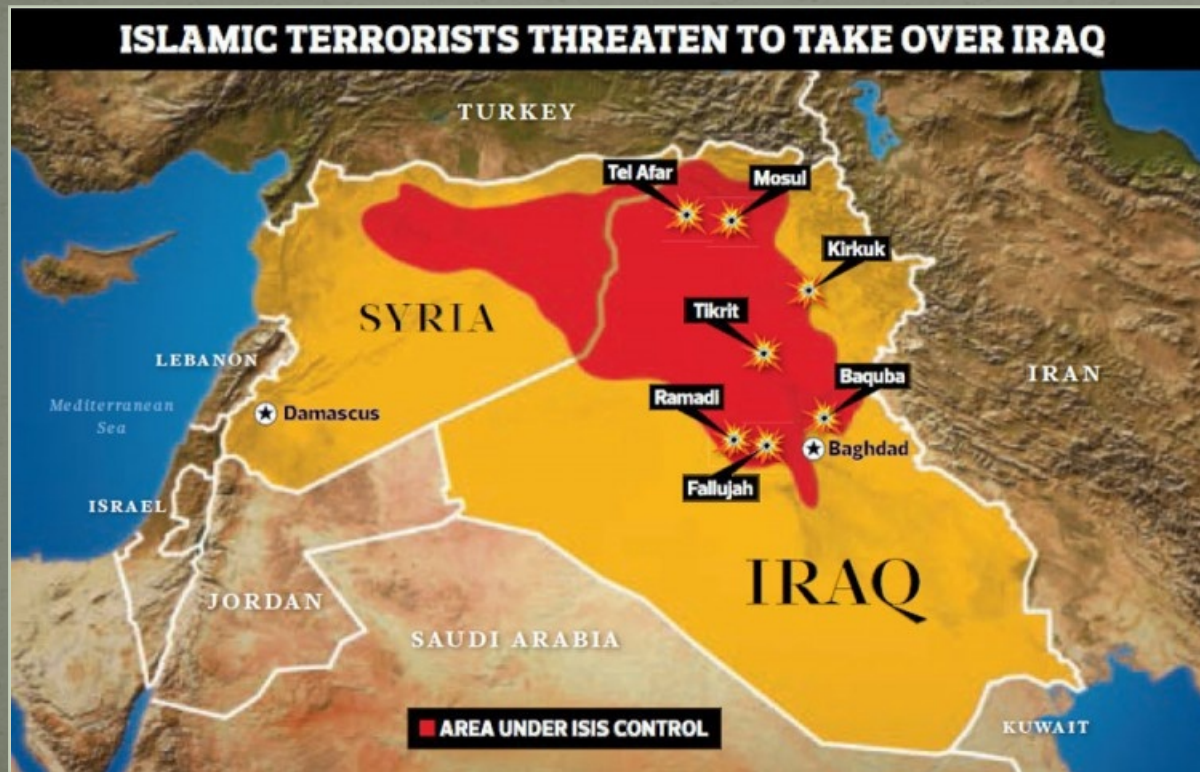 ISLAMIC TERRORISTS THREATEN TO TAKE OVER IRAQ
TURKEY
Tel Afar
Mosul
Kirkuk
Tikrit
SYRIA
LEBANON
IRAN
Baquba
Ramadi
Mediterranean
Sea
Damascus
Baghdad
Fallujah
ISRAEL
IRAQ
JORDAN
SAUDI ARABIA
AREA UNDER ISIS CONTROL
KUWAIT